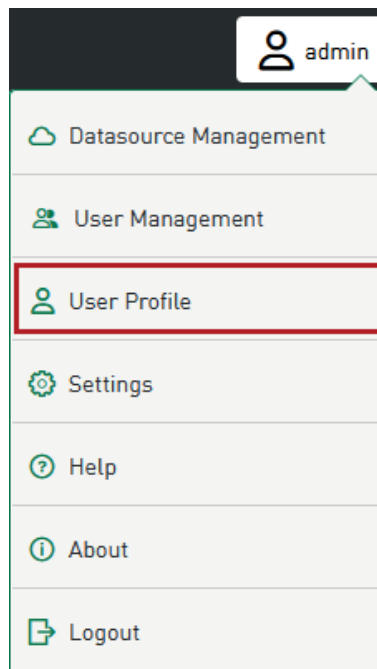 admin
Datasource Management
User Management
User Profile
Settings
Help
About
Logout